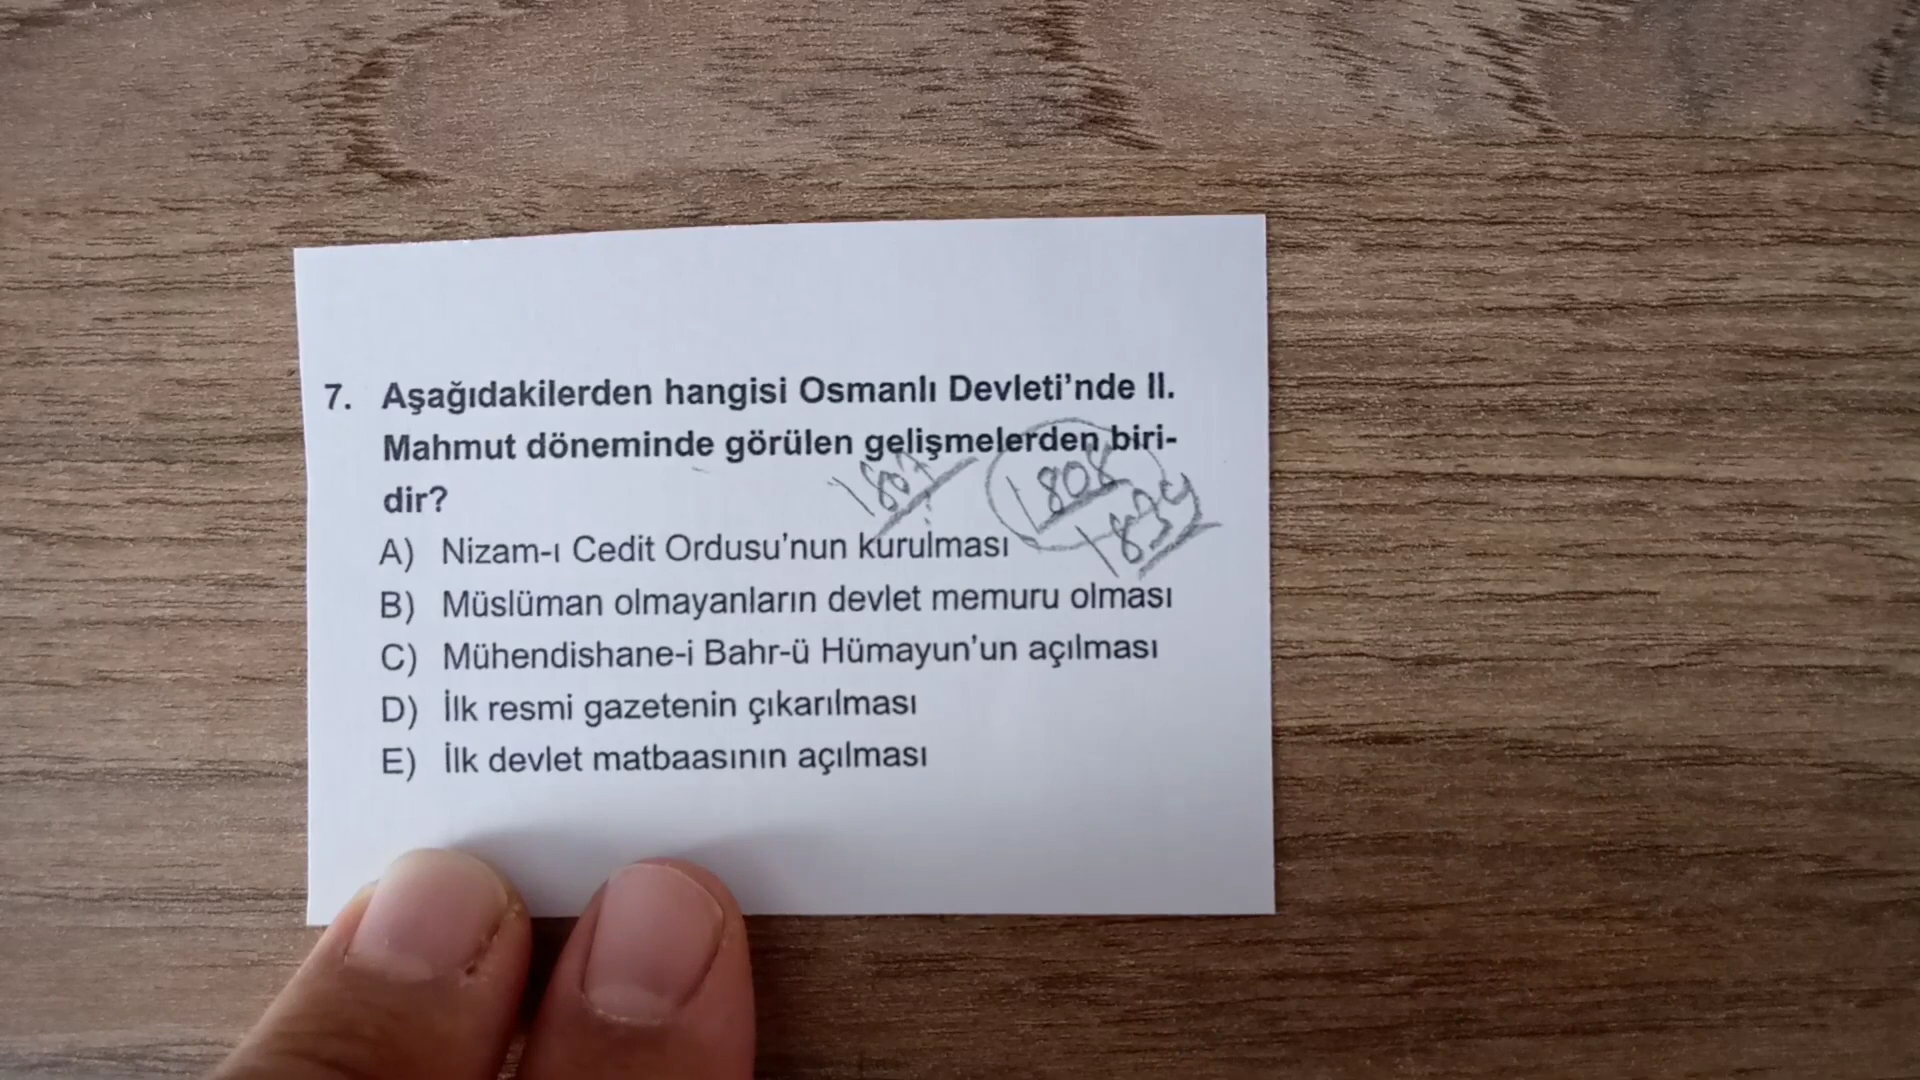 7. Aşağıdakilerden hangisi Osmanlı Devleti'nde II.
Mahmut döneminde görülen gelişmelerden biri-
dir?
1807 1808
1839
A) Nizam-ı Cedit Ordusu'nun kurulması
B) Müslüman olmayanların devlet memuru olması
C) Mühendishane-i Bahr-ü Hümayun'un açılması
D) İlk resmi gazetenin çıkarılması
E) İlk devlet matbaasının açılması